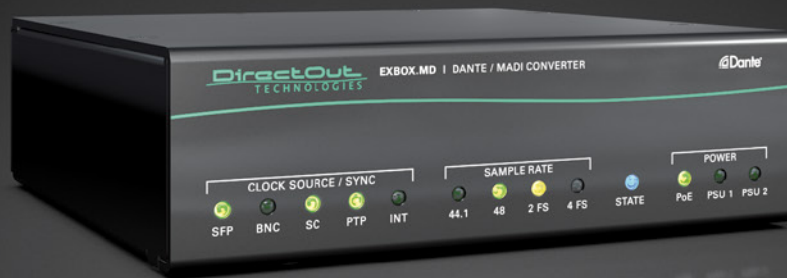 DirectOut
TECHNOLOGIES
EXBOX.MD | DANTE / MADI CONVERTER
Dante
CLOCK SOURCE / SYNC
SFP BNC SC PTP INT
SAMPLE RATE
44.1 48 2 FS 4 FS
STATE
POWER
PoE PSU 1 PSU 2